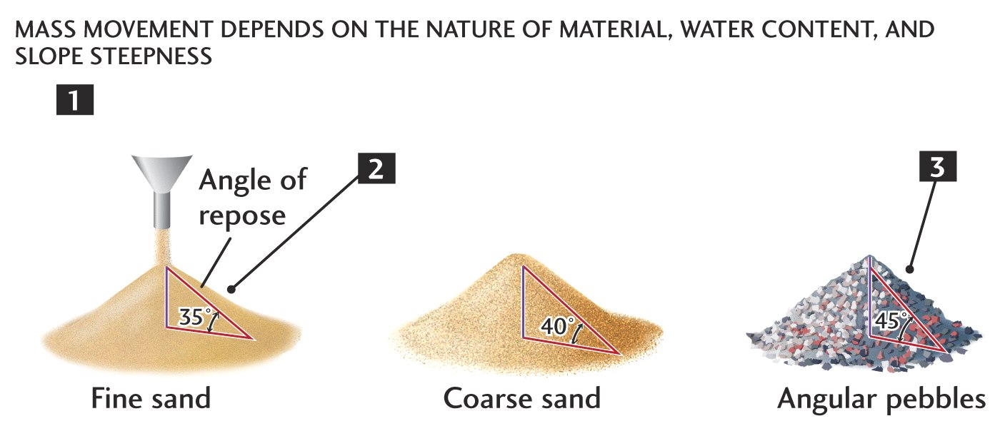 MASS MOVEMENT DEPENDS ON THE NATURE OF MATERIAL, WATER CONTENT, AND
SLOPE STEEPNESS
1
2
3
Angle of
repose
35°
40°
45°
Fine sand
Coarse sand
Angular pebbles